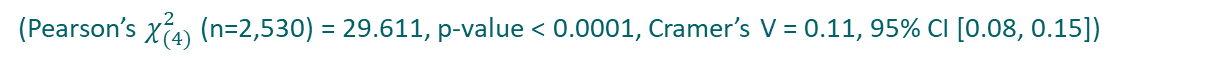 (Pearson's χ²₍₄₎ (n=2,530) = 29.611, p-value < 0.0001, Cramer's V = 0.11, 95% CI [0.08, 0.15])